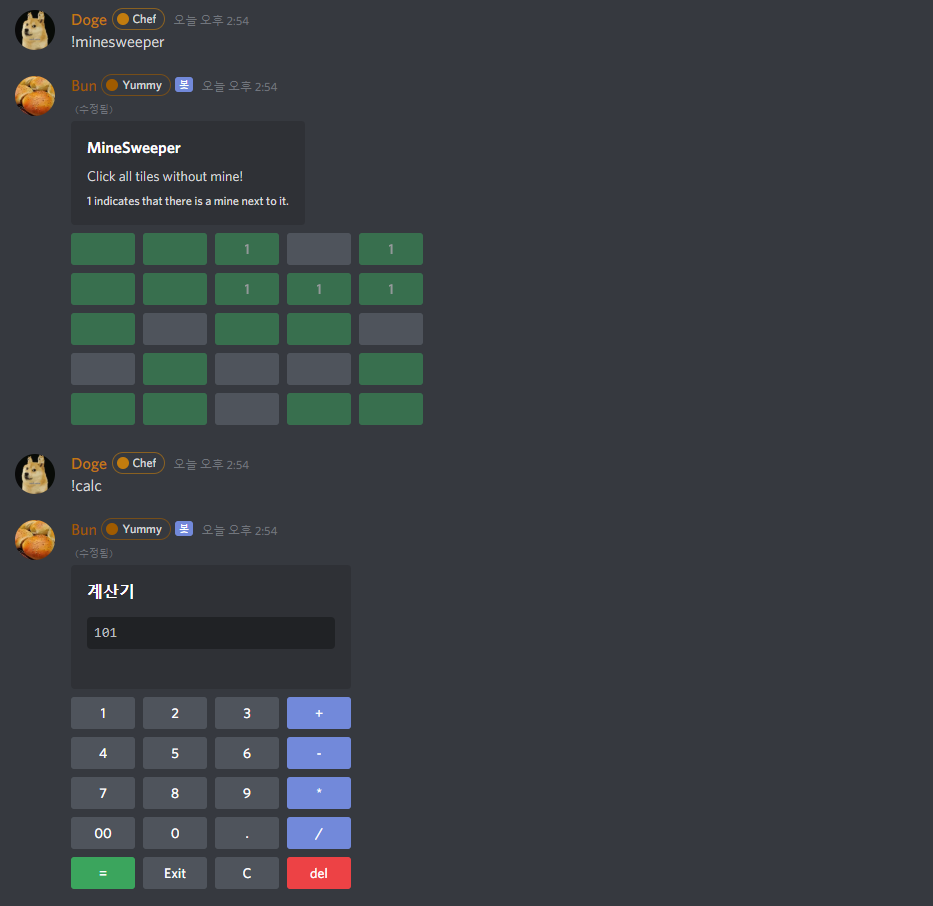 Doge Chef 오늘 오후 2:54
!minesweeper
Bun Yummy 봇 오늘 오후 2:54
(수정됨)
MineSweeper
Click all tiles without mine!
1 indicates that there is a mine next to it.
1 1
1 1 1
Doge Chef 오늘 오후 2:54
!calc
Bun Yummy 봇 오늘 오후 2:54
(수정됨)
계산기
101
1 2 3 +
4 5 6 -
7 8 9 *
00 0 . /
= Exit C del